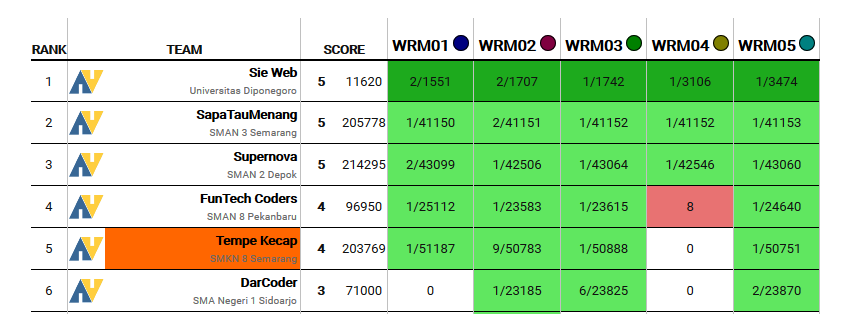 RANK TEAM SCORE WRM01 WRM02 WRM03 WRM04 WRM05
1 Sie Web 5 11620 2/1551 2/1707 1/1742 1/3106 1/3474
Universitas Diponegoro
2 SapaTauMenang 5 205778 1/41150 2/41151 1/41152 1/41152 1/41153
SMAN 3 Semarang
3 Supernova 5 214295 2/43099 1/42506 1/43064 1/42546 1/43060
SMAN 2 Depok
4 FunTech Coders 4 96950 1/25112 1/23583 1/23615 8 1/24640
SMAN 8 Pekanbaru
5 Tempe Kecap 4 203769 1/51187 9/50783 1/50888 0 1/50751
SMKN 8 Semarang
6 DarCoder 3 71000 0 1/23185 6/23825 0 2/23870
SMA Negeri 1 Sidoarjo